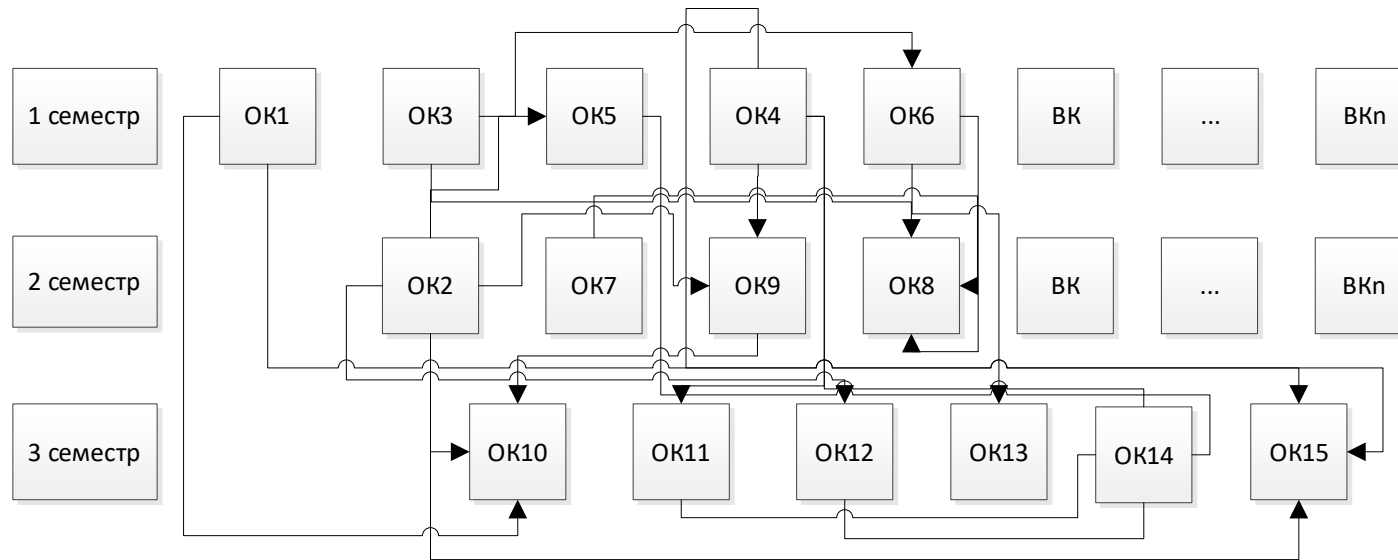 1 семестр
ОК1
ОК3
ОК5
ОК4
ОК6
ВК
...
ВКn
2 семестр
ОК2
ОК7
ОК9
ОК8
ВК
...
ВКn
3 семестр
ОК10
ОК11
ОК12
ОК13
ОК14
ОК15